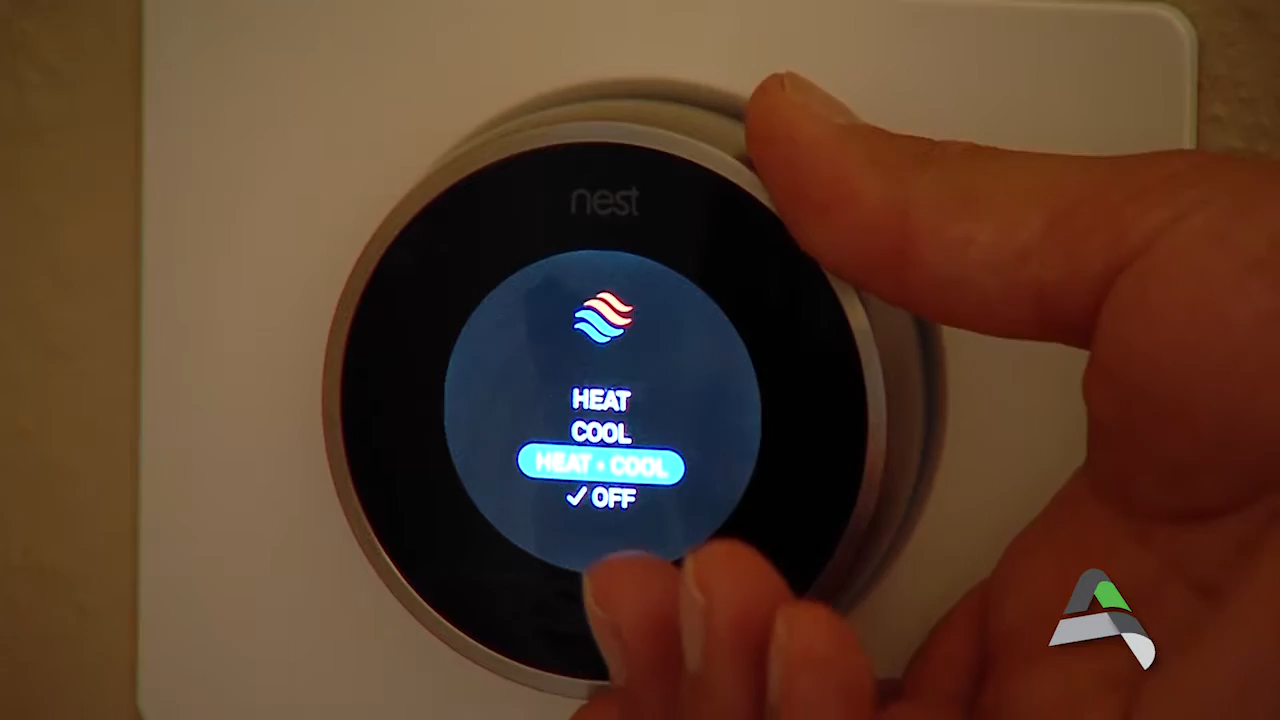 nest
HEAT
COOL
HEAT • COOL
✓ OFF